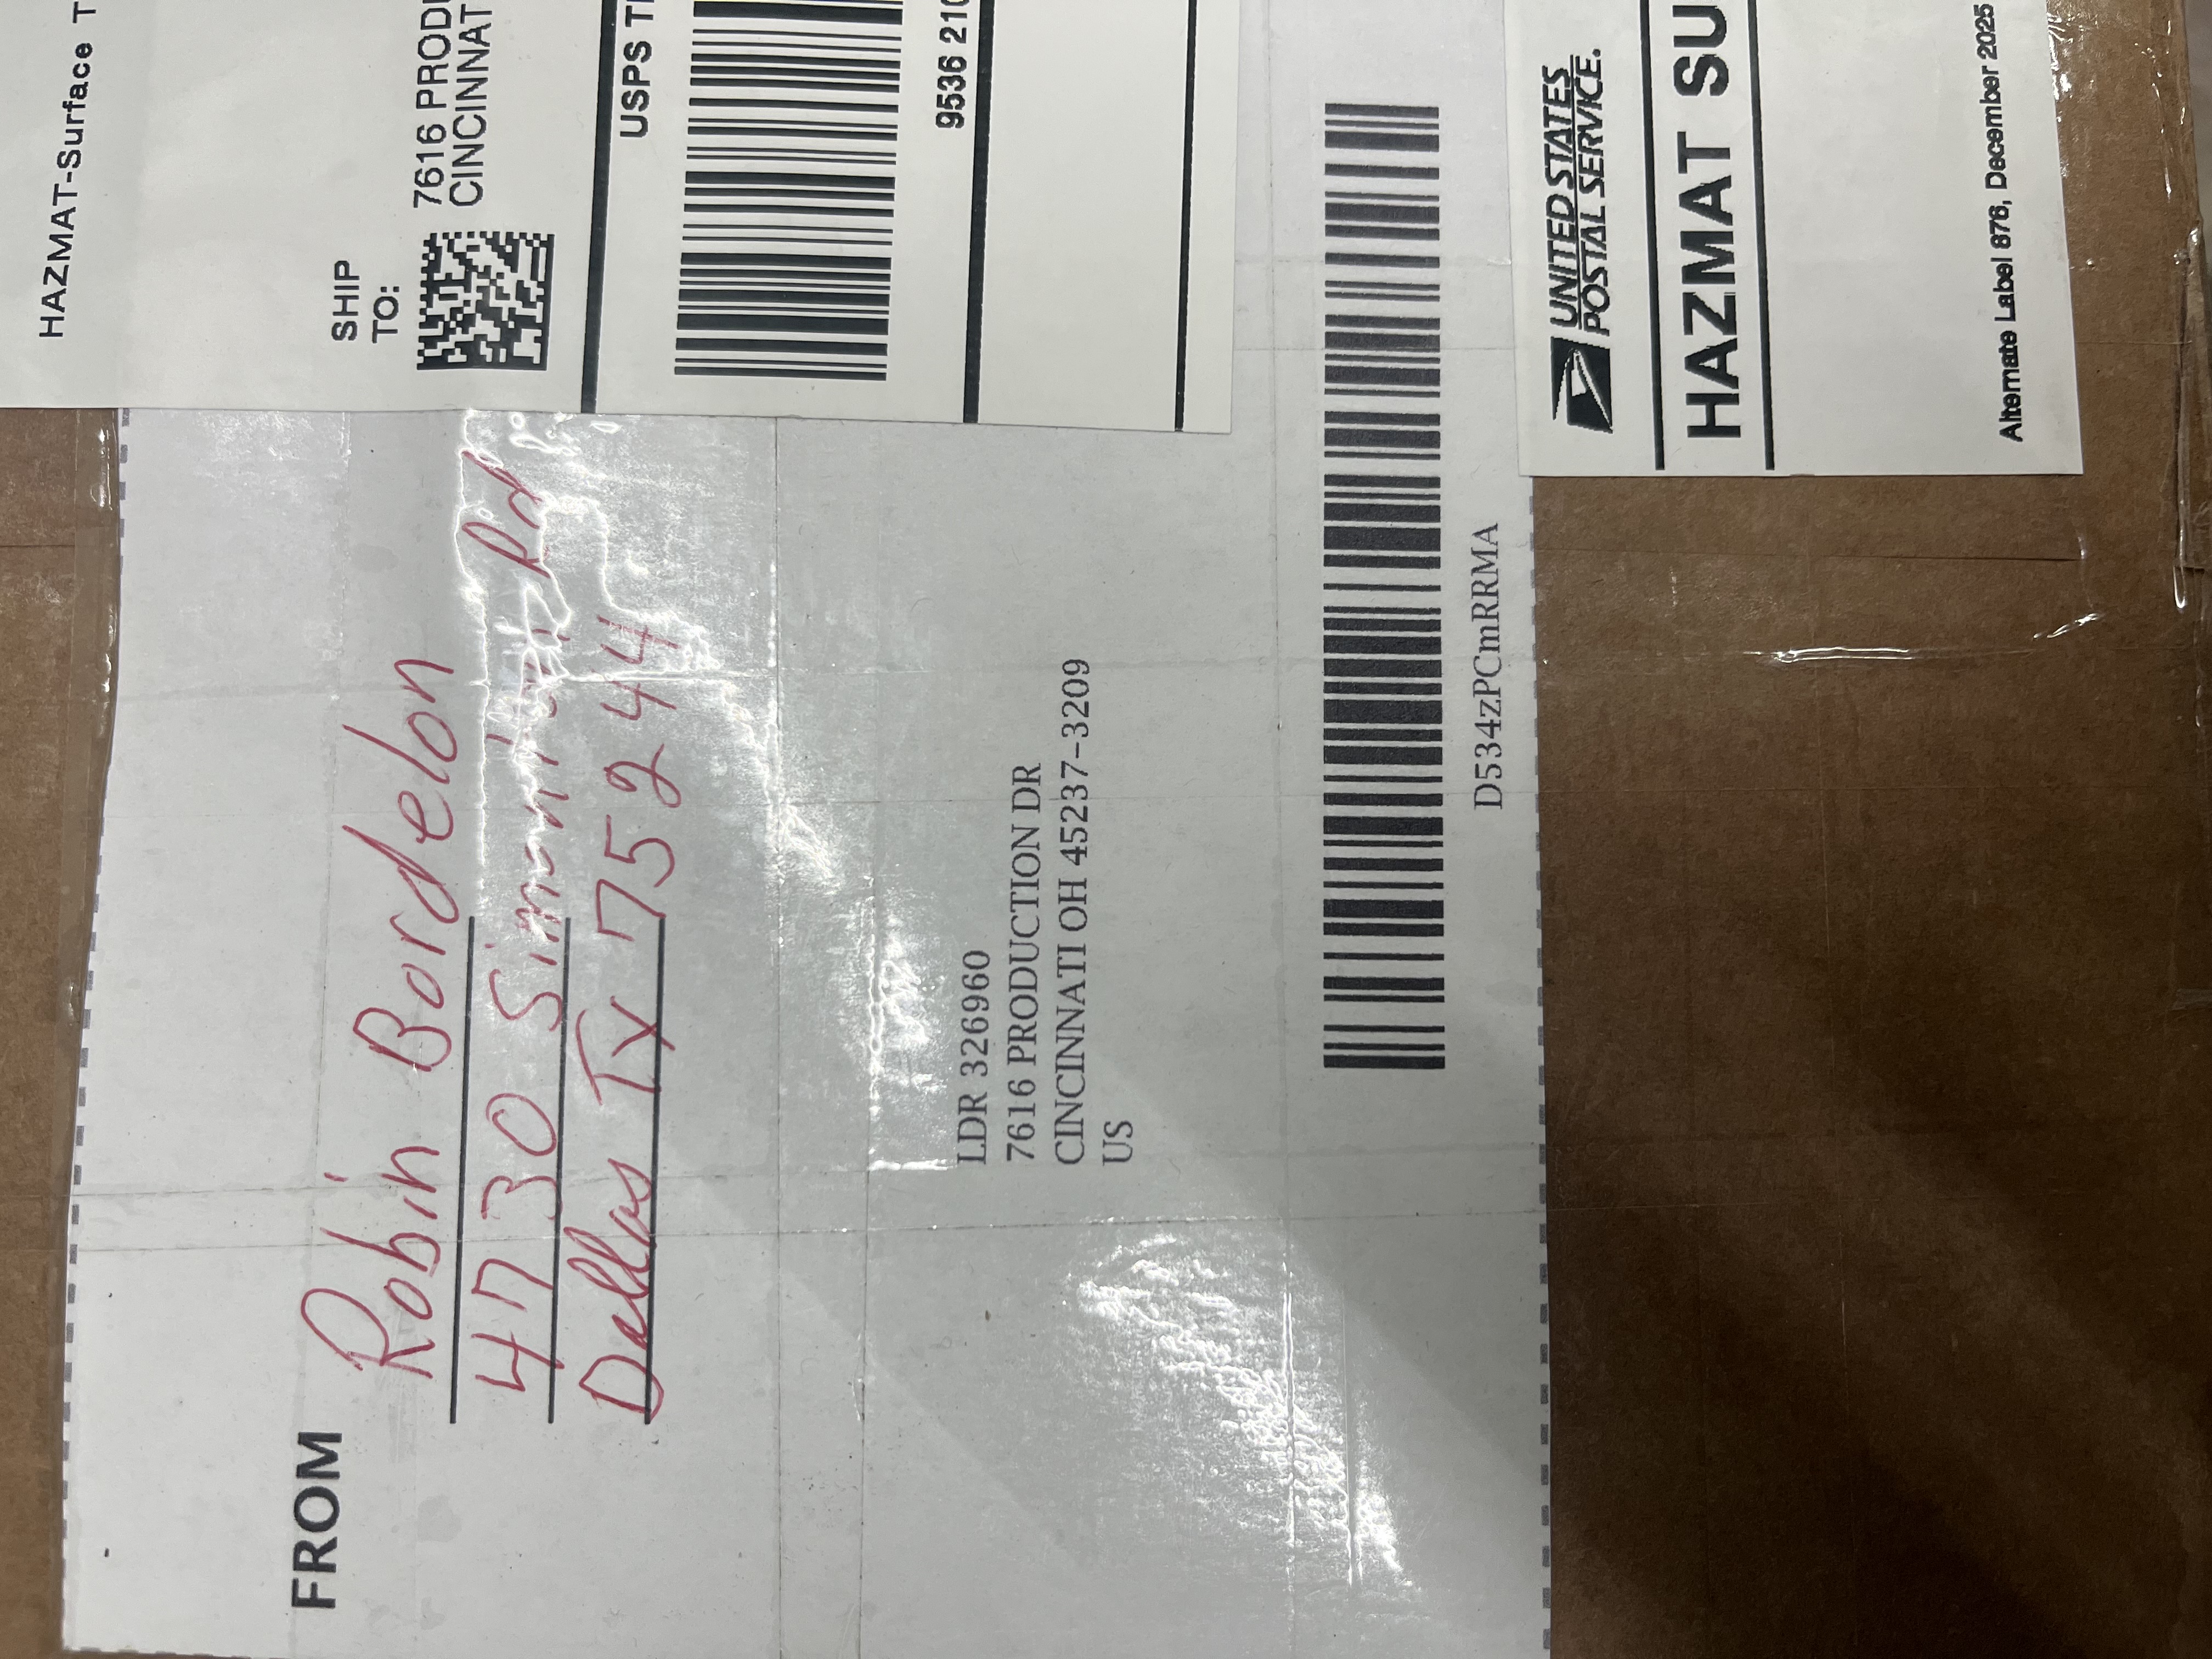 HAZMAT-Surface T
SHIP
TO:
7616 PROD
CINCINNAT
USPS T
9536 210
FROM
Robin Bordelon
4730 Rd
Dallas Tx 75244
LDR 326960
7616 PRODUCTION DR
CINCINNATI OH 45237-3209
US
D534zPCmRRMA
UNITED STATES
POSTAL SERVICE.
HAZMAT SU
Alternate Label 876, December 2025